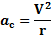 a_c = V²/r